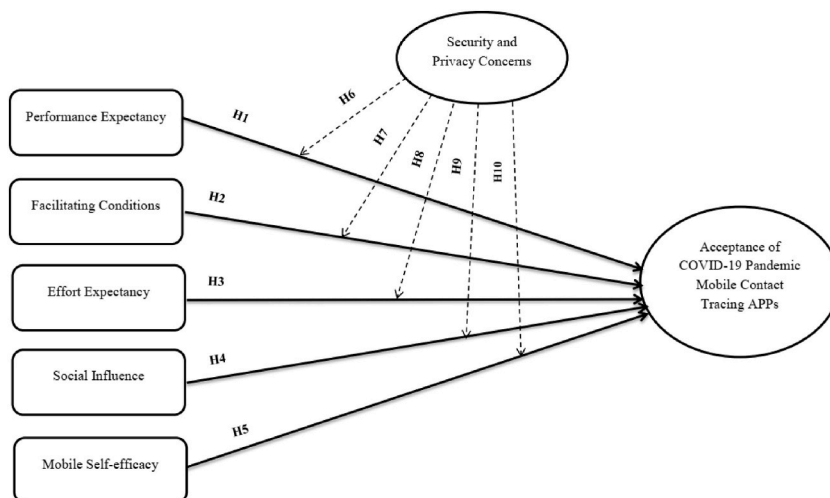 Security and
Privacy Concerns
H6
H7
H8
H9
H10
Performance Expectancy
H1
Facilitating Conditions
H2
Effort Expectancy
H3
Social Influence
H4
Mobile Self-efficacy
H5
Acceptance of
COVID-19 Pandemic
Mobile Contact
Tracing APPs